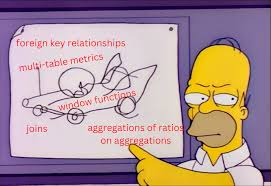 foreign key relationships
multi-table metrics
window functions
joins
aggregations of ratios
on aggregations